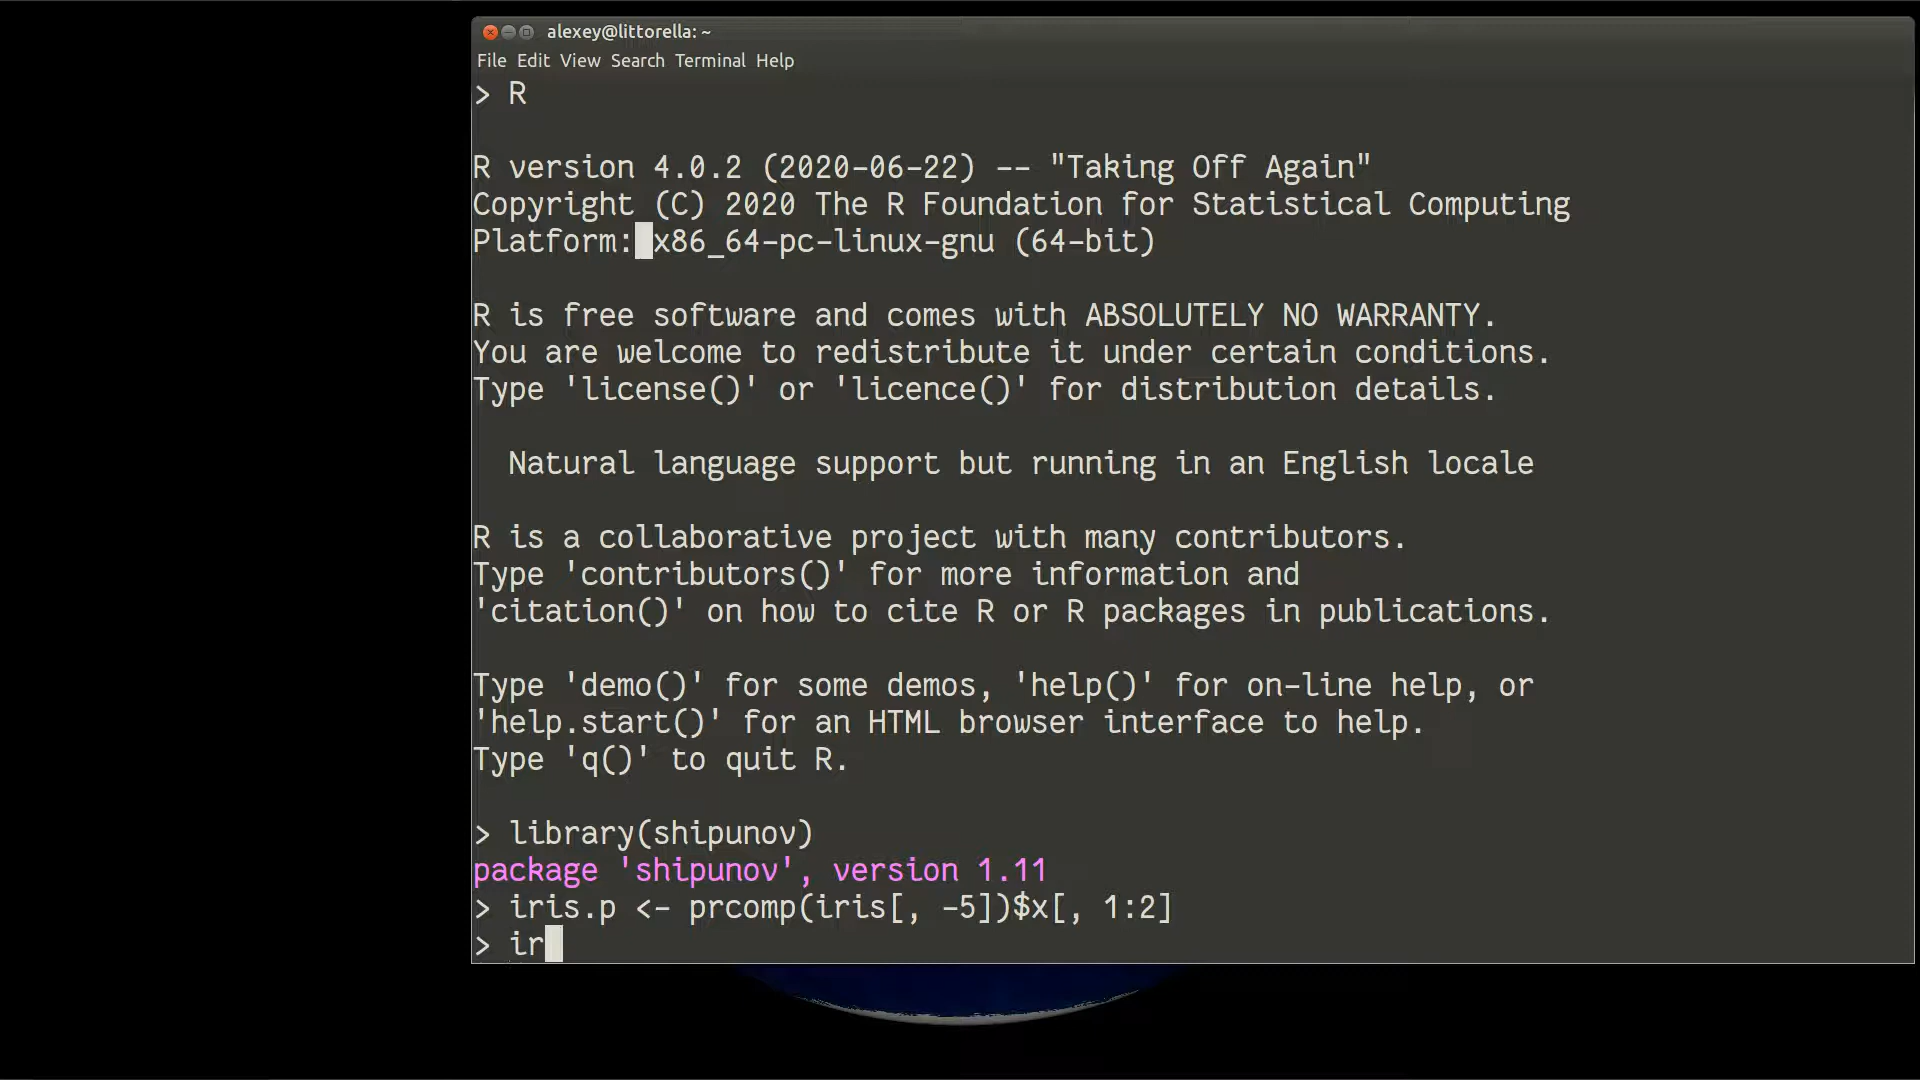 alexey@littorella: ~
File Edit View Search Terminal Help
> R
R version 4.0.2 (2020-06-22) -- "Taking Off Again"
Copyright (C) 2020 The R Foundation for Statistical Computing
Platform: x86_64-pc-linux-gnu (64-bit)
R is free software and comes with ABSOLUTELY NO WARRANTY.
You are welcome to redistribute it under certain conditions.
Type 'license()' or 'licence()' for distribution details.
Natural language support but running in an English locale
R is a collaborative project with many contributors.
Type 'contributors()' for more information and
'citation()' on how to cite R or R packages in publications.
Type 'demo()' for some demos, 'help()' for on-line help, or
'help.start()' for an HTML browser interface to help.
Type 'q()' to quit R.
> library(shipunov)
package 'shipunov', version 1.11
> iris.p <- prcomp(iris[, -5])$x[, 1:2]
> ir